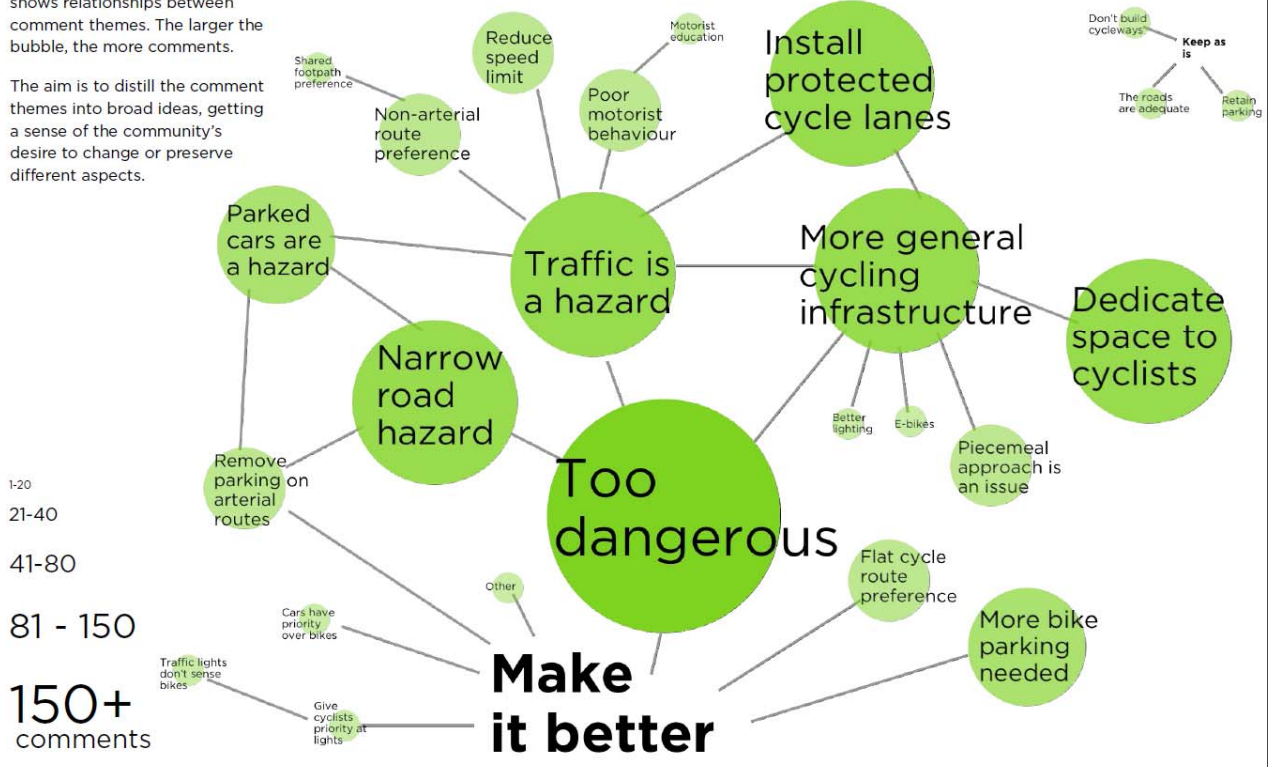 shows relationships between
comment themes. The larger the
bubble, the more comments.
The aim is to distill the comment
themes into broad ideas, getting
a sense of the community's
desire to change or preserve
different aspects.
Shared
footpath
preference
Non-arterial
route
preference
Reduce
speed
limit
Motorist
education
Poor
motorist
behaviour
Install
protected
cycle lanes
Don't build
cycleways
Keep as
is
The roads
are adequate
Retain
parking
Parked
cars are
a hazard
Traffic is
a hazard
More general
cycling
infrastructure
Dedicate
space to
cyclists
Narrow
road
hazard
Better
lighting
E-bikes
Piecemeal
approach is
an issue
Remove
parking on
arterial
routes
Too
dangerous
1-20
21-40
41-80
81 - 150
150+
comments
Other
Flat cycle
route
preference
More bike
parking
needed
Cars have
priority
over bikes
Traffic lights
don't sense
bikes
Give
cyclists
priority at
lights
Make
it better